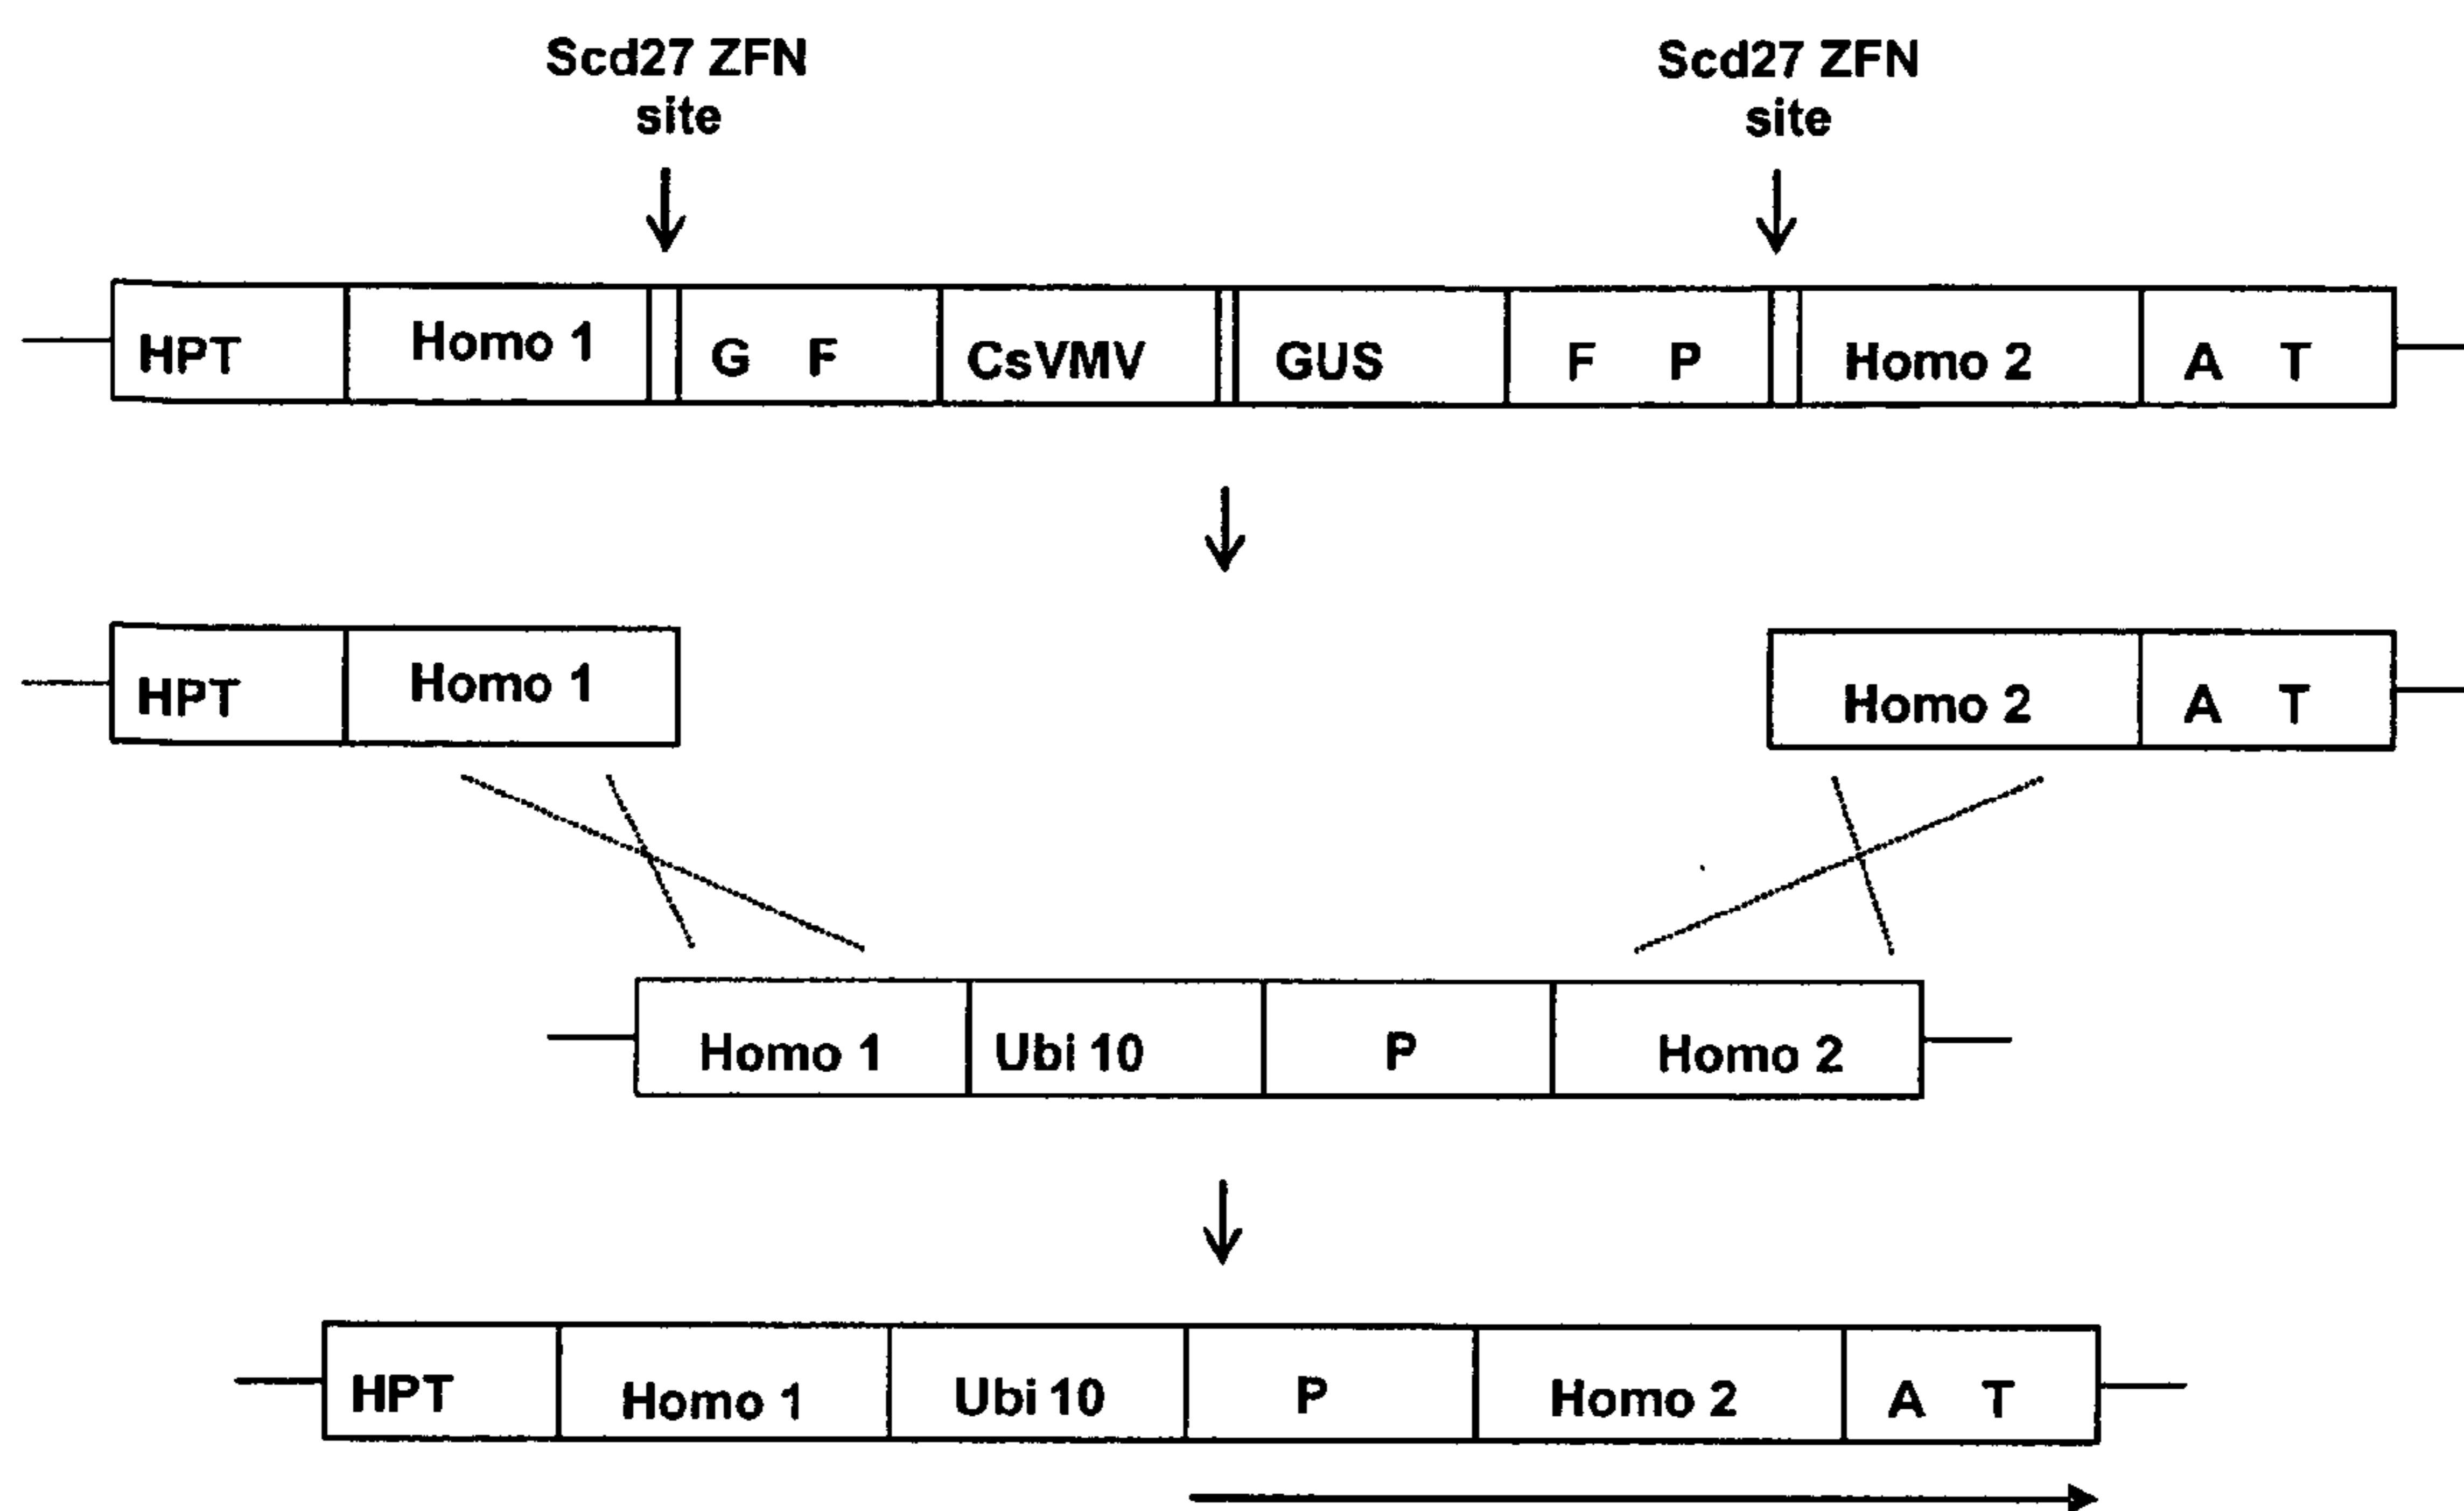 Scd27 ZFN Scd27 ZFN
site site
HPT Homo 1 G F CsVMV GUS F P Homo 2 A T
HPT Homo 1 Homo 2 A T
Homo 1 Ubi 10 P Homo 2
HPT Homo 1 Ubi 10 P Homo 2 A T